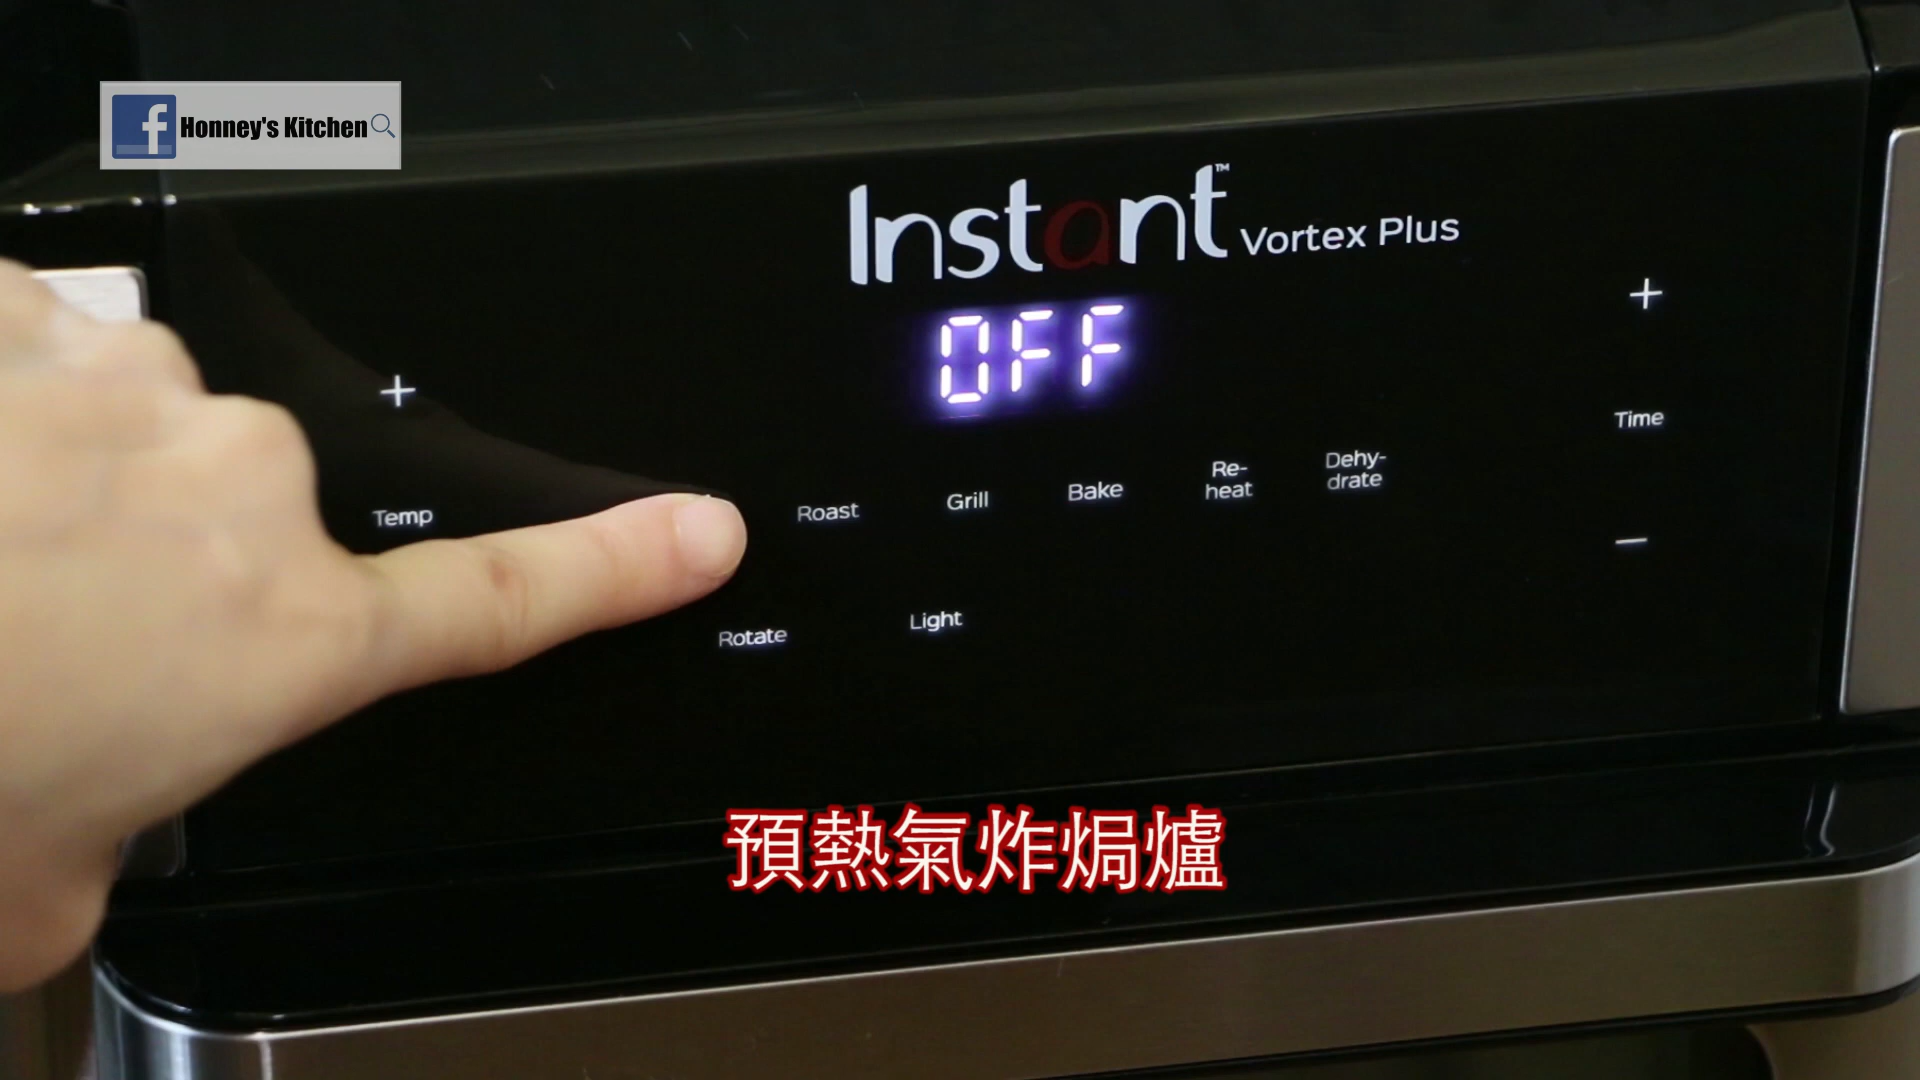 Honney's Kitchen
Instant™ Vortex Plus
OFF
+
+
Temp
Roast
Grill
Bake
Re-
heat
Dehy-
drate
Time
−
Rotate
Light
預熱氣炸焗爐